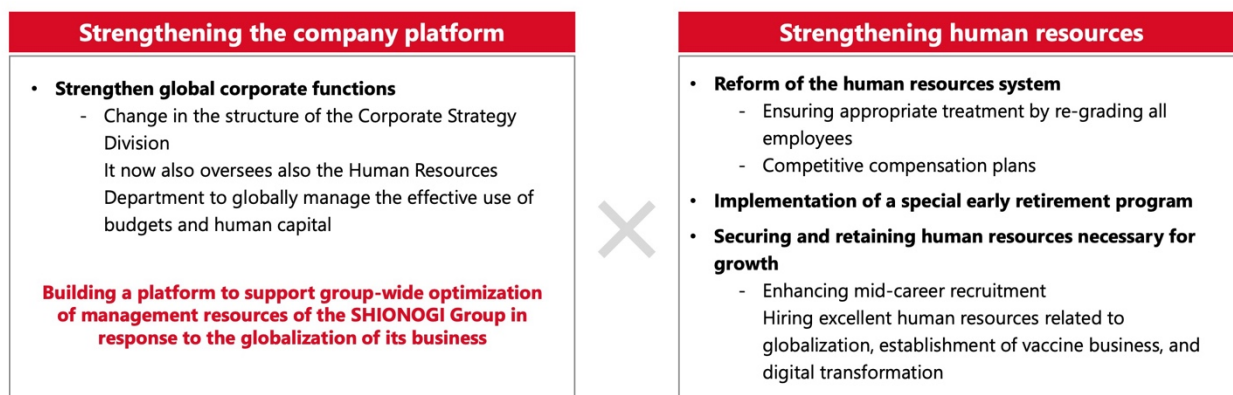 Strengthening the company platform
• Strengthen global corporate functions
- Change in the structure of the Corporate Strategy
Division
It now also oversees also the Human Resources
Department to globally manage the effective use of
budgets and human capital
Building a platform to support group-wide optimization
of management resources of the SHIONOGI Group in
response to the globalization of its business
×
Strengthening human resources
• Reform of the human resources system
- Ensuring appropriate treatment by re-grading all
employees
- Competitive compensation plans
• Implementation of a special early retirement program
• Securing and retaining human resources necessary for
growth
- Enhancing mid-career recruitment
Hiring excellent human resources related to
globalization, establishment of vaccine business, and
digital transformation